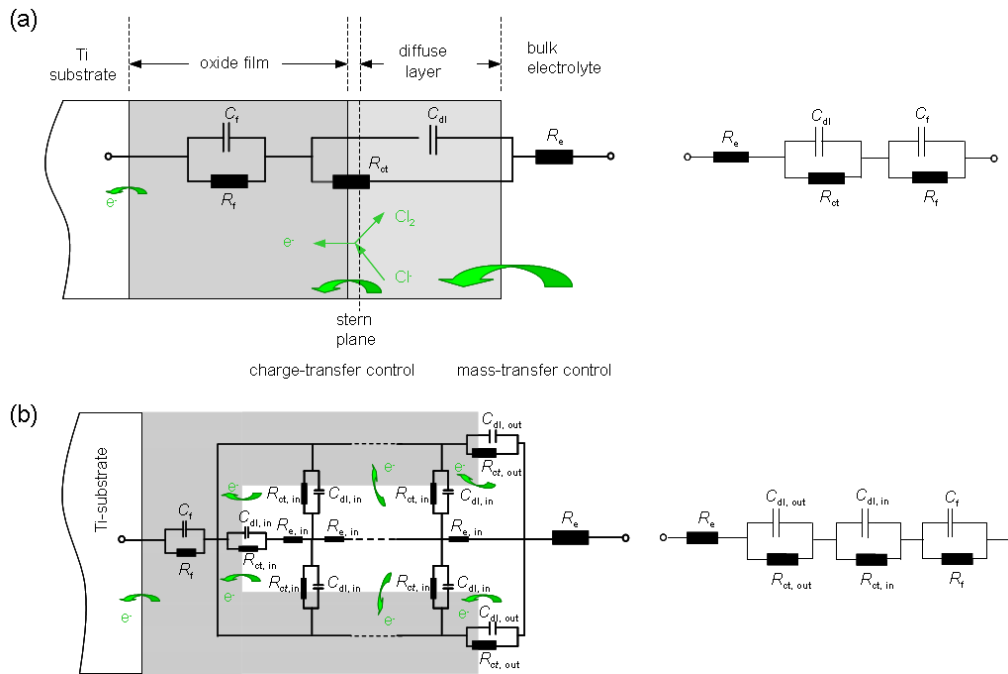 (a)
Ti
substrate
oxide film
diffuse
layer
bulk
electrolyte
Cf
Cdl
Re
Rct
Rf
e-
e-
Cl2
Cl-
stern
plane
charge-transfer control
mass-transfer control
Re
Cdl
Cf
Rct
Rf
(b)
Ti-substrate
Cdl, out
Rct, out
e-
e-
e-
Rct, in
Cdl, in
Rct, in
Cdl, in
Cf
Cdl, in
Re, in
Re, in
Re, in
Re
Rf
Rct, in
Rct,in
Cdl, in
Rct, in
Cdl, in
e-
e-
e-
e-
Cdl, out
Rct, out
Re
Cdl, out
Cdl, in
Cf
Rct, out
Rct, in
Rf